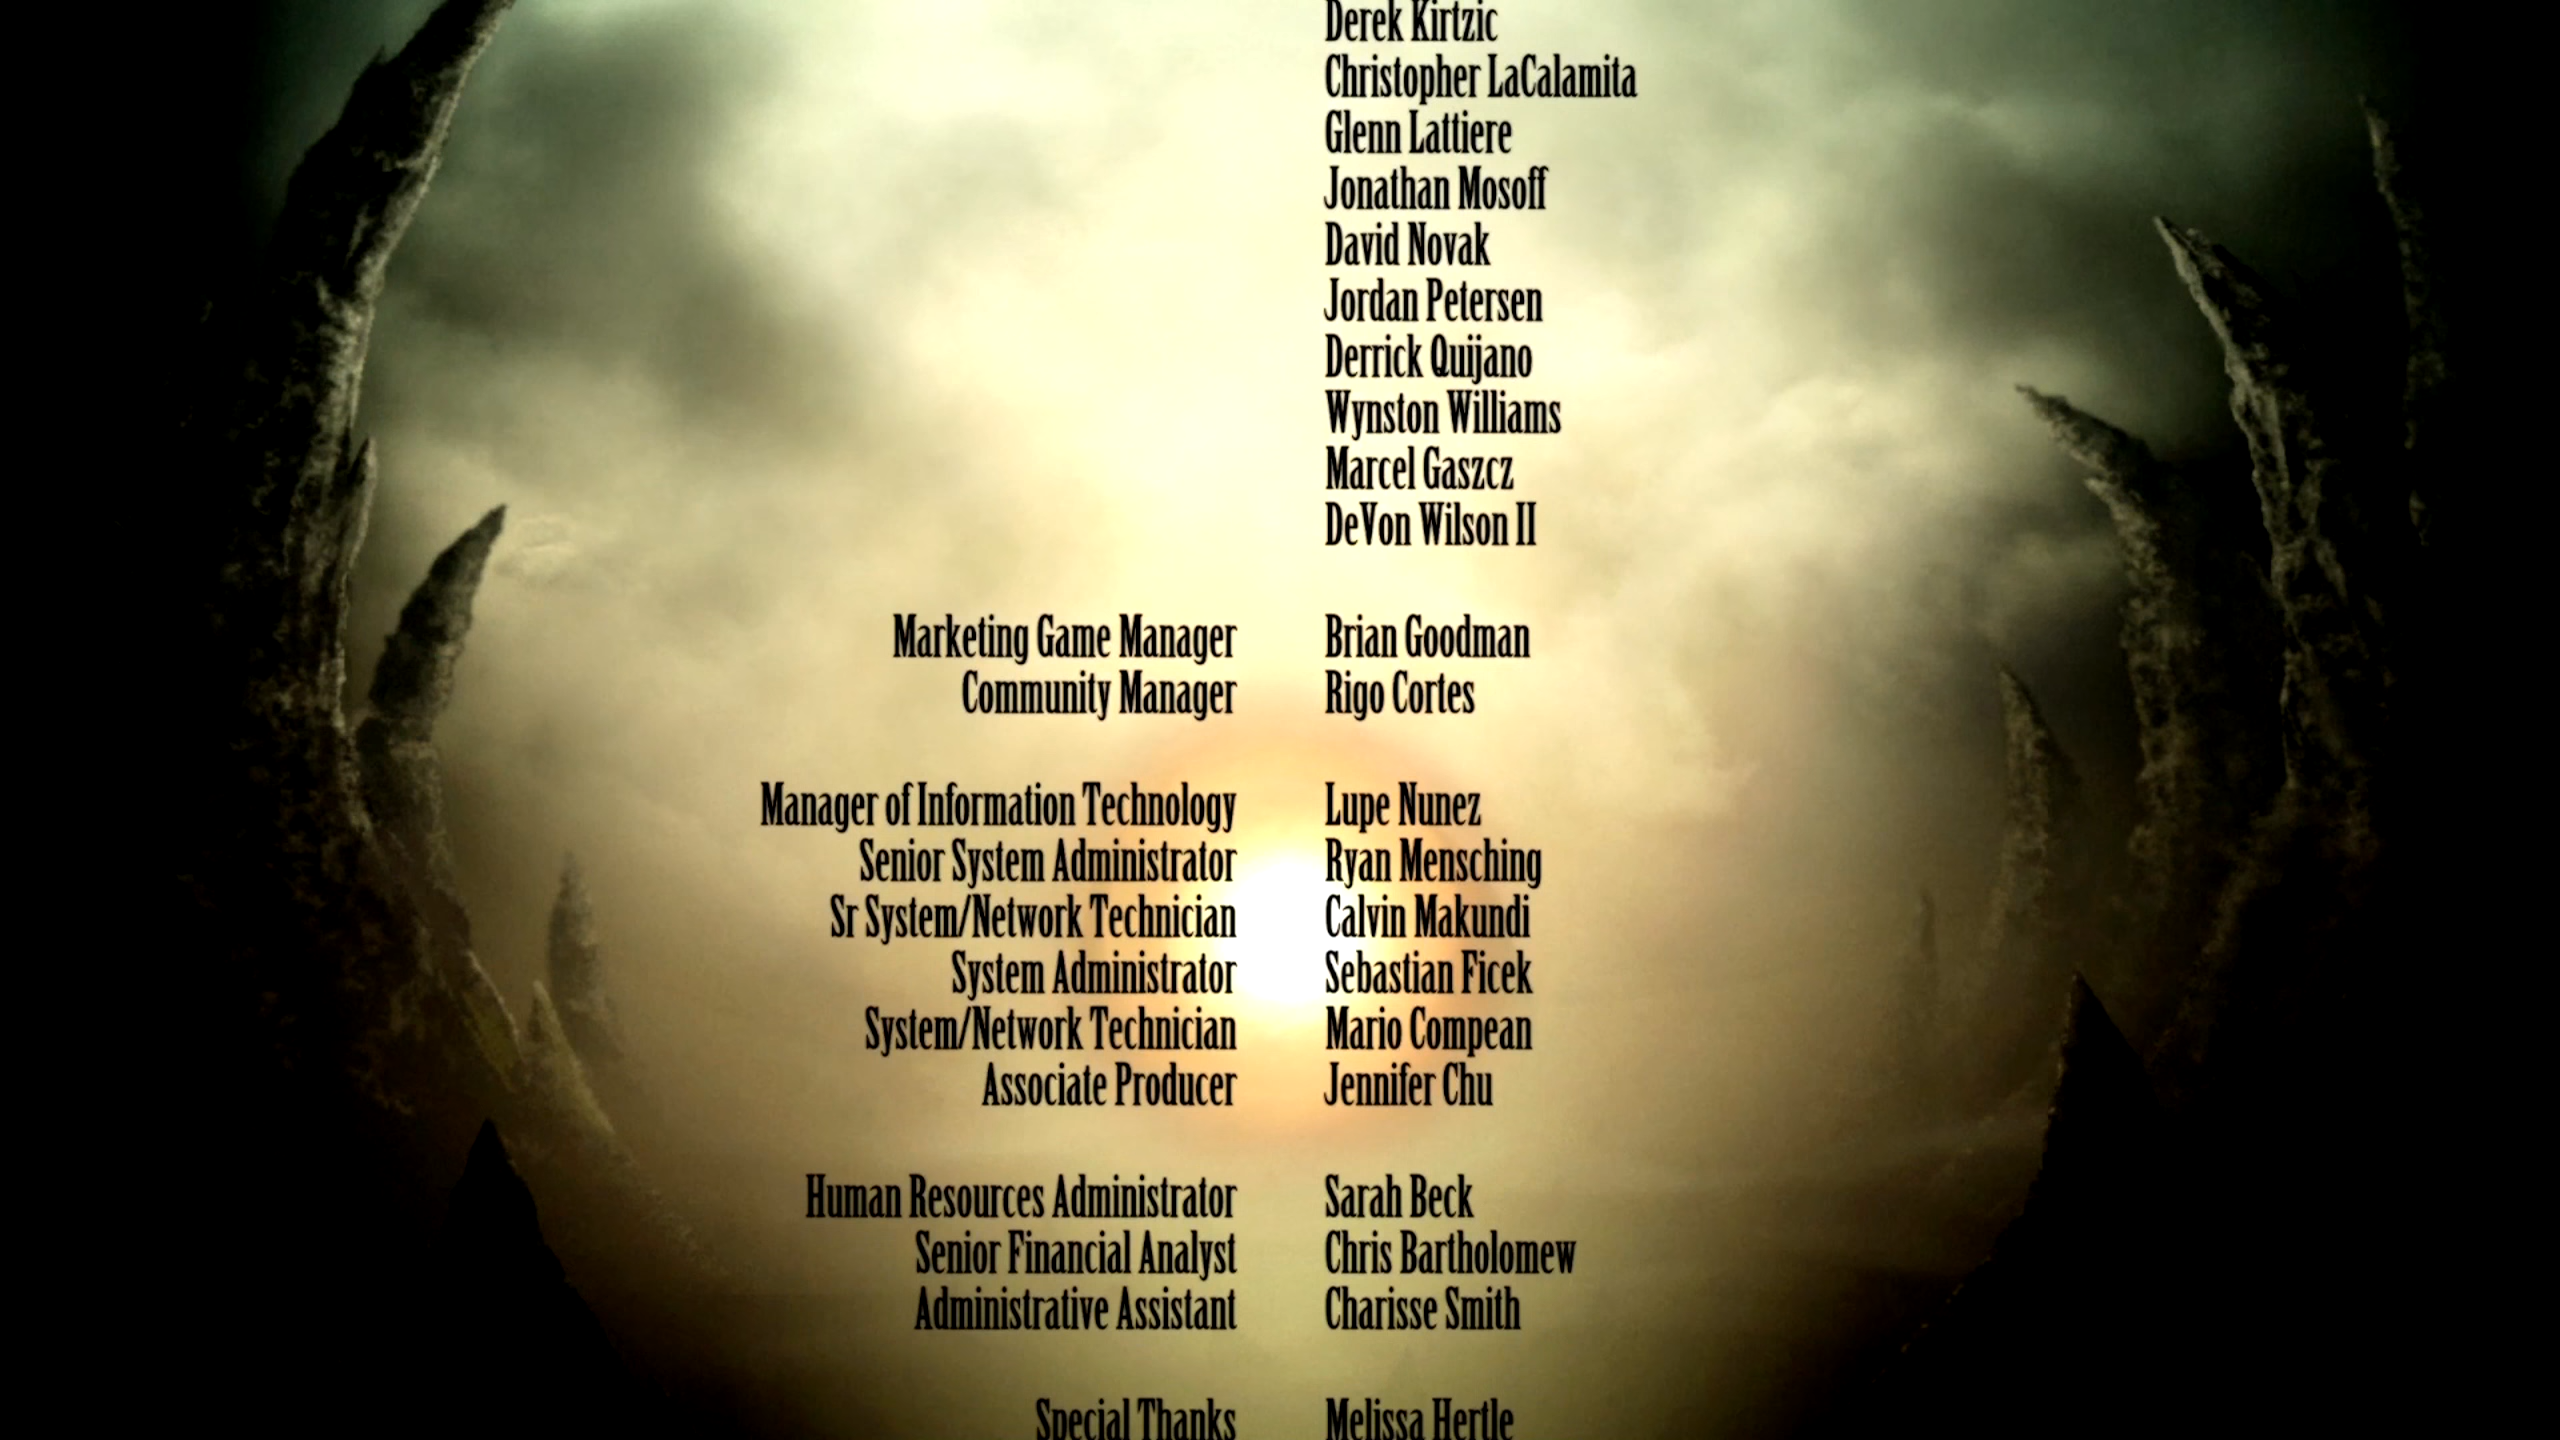 Derek Kirtzic
Christopher LaCalamita
Glenn Lattiere
Jonathan Mosoff
David Novak
Jordan Petersen
Derrick Quijano
Wynston Williams
Marcel Gaszcz
DeVon Wilson II
Marketing Game Manager Brian Goodman
Community Manager Rigo Cortes
Manager of Information Technology Lupe Nunez
Senior System Administrator Ryan Mensching
Sr System/Network Technician Calvin Makundi
System Administrator Sebastian Ficek
System/Network Technician Mario Compean
Associate Producer Jennifer Chu
Human Resources Administrator Sarah Beck
Senior Financial Analyst Chris Bartholomew
Administrative Assistant Charisse Smith
Special Thanks Melissa Hertle